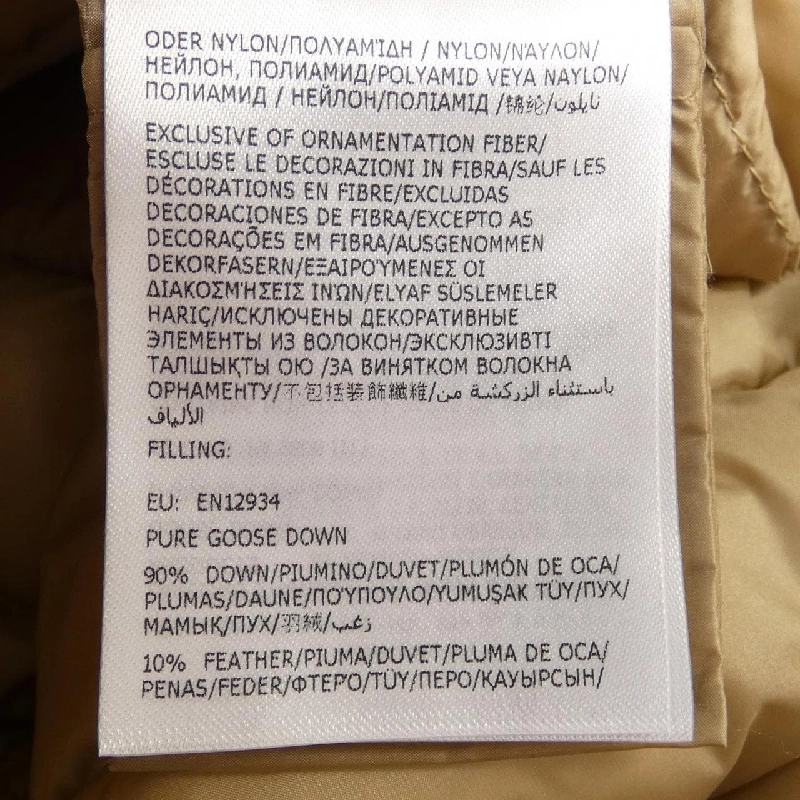 ODER NYLON/ΠΟΛΥΑΜΊΔΗ / NYLON/ΝΆΥΛΟΝ/
НЕЙЛОН, ПОЛИАМИД/POLYAMID VEYA NAYLON/
ПОЛИАМИД / НЕЙЛОН/ПОЛІАМІД /锦纶/نايلون
EXCLUSIVE OF ORNAMENTATION FIBER/
ESCLUSE LE DECORAZIONI IN FIBRA/SAUF LES
DÉCORATIONS EN FIBRE/EXCLUIDAS
DECORACIONES DE FIBRA/EXCEPTO AS
DECORAÇÕES EM FIBRA/AUSGENOMMEN
DEKORFASERN/ΕΞΑΙΡΟΎΜΕΝΕΣ ΟΙ
ΔΙΑΚΟΣΜΉΣΕΙΣ ΙΝΏΝ/ELYAF SÜSLEMELER
HARIÇ/ИСКЛЮЧЕНЫ ДЕКОРАТИВНЫЕ
ЭЛЕМЕНТЫ ИЗ ВОЛОКОН/ЭКСКЛЮЗИВТІ
ТАЛШЫҚТЫ ОЮ /ЗА ВИНЯТКОМ ВОЛОКНА
ОРНАМЕНТУ/不包括装飾纖維/باستثناء الزركشة من
الألياف
FILLING:
EU: EN12934
PURE GOOSE DOWN
90% DOWN/PIUMINO/DUVET/PLUMÓN DE OCA/
PLUMAS/DAUNE/ΠΟΎΠΟΥΛΟ/YUMUŞAK TÜY/ПУХ/
МАМЫҚ/ПУХ/羽絨/زغب
10% FEATHER/PIUMA/DUVET/PLUMA DE OCA/
PENAS/FEDER/ΦΤΕΡΌ/TÜY/ПЕРО/ҚАУЫРСЫН/